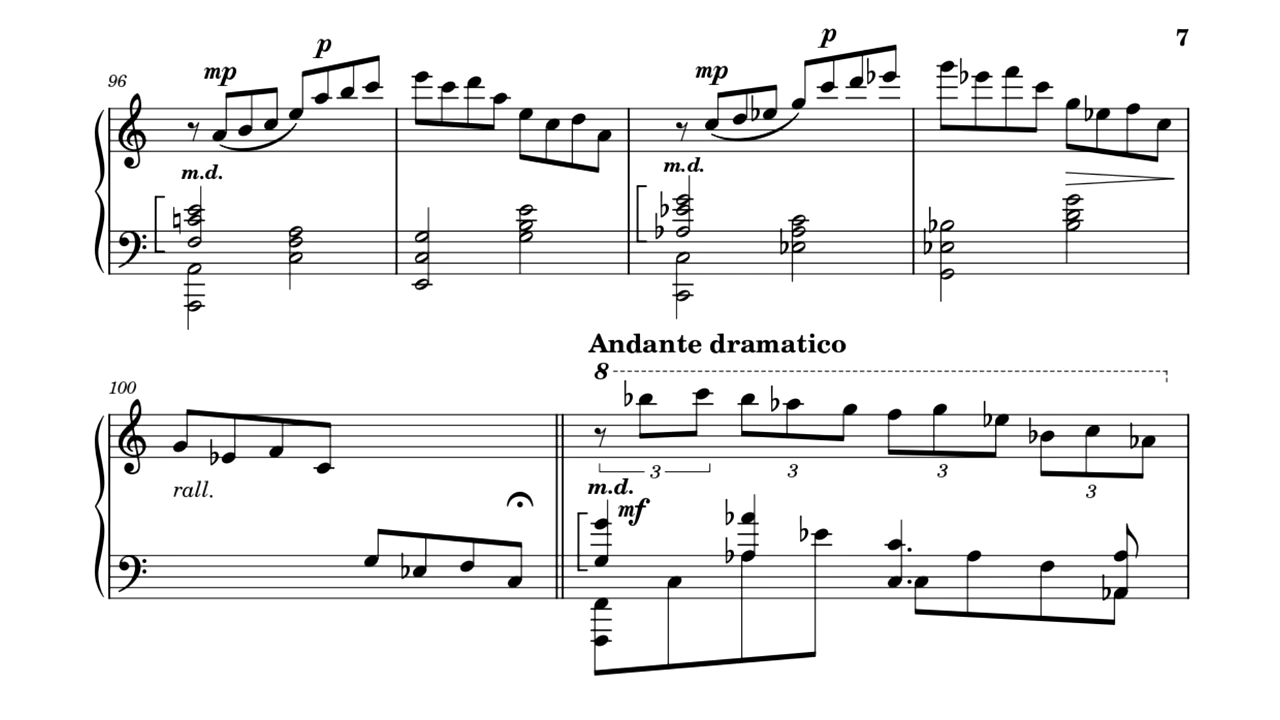 7
p p
96 mp mp
m.d. m.d.
Andante dramatico
8
100
3 3 3 3
rall. m.d.
mf